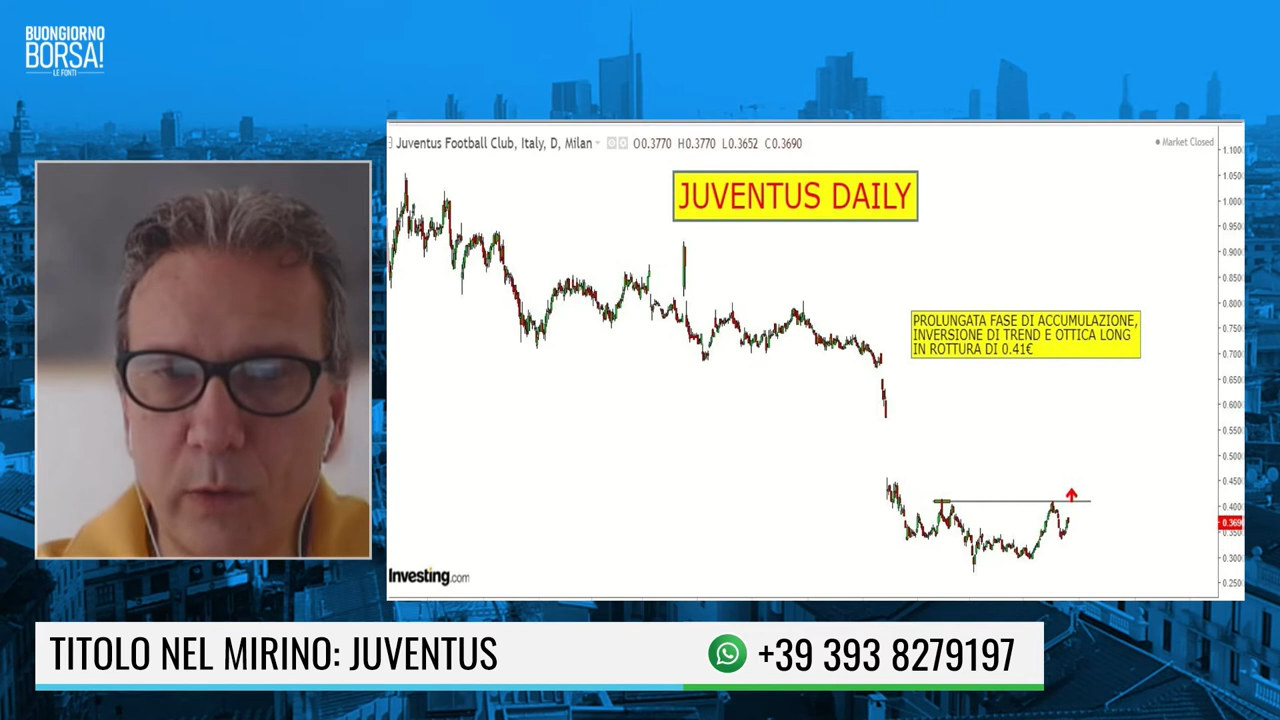 BUONGIORNO
BORSA!
LE FONTI
Juventus Football Club, Italy, D, Milan O0.3770 H0.3770 L0.3652 C0.3690
Market Closed
JUVENTUS DAILY
PROLUNGATA FASE DI ACCUMULAZIONE,
INVERSIONE DI TREND E OTTICA LONG
IN ROTTURA DI 0.41€
1.100
1.050
1.000
0.950
0.900
0.850
0.800
0.750
0.700
0.650
0.600
0.550
0.500
0.450
0.400
0.369
0.350
0.300
0.250
Investing.com
TITOLO NEL MIRINO: JUVENTUS
+39 393 8279197